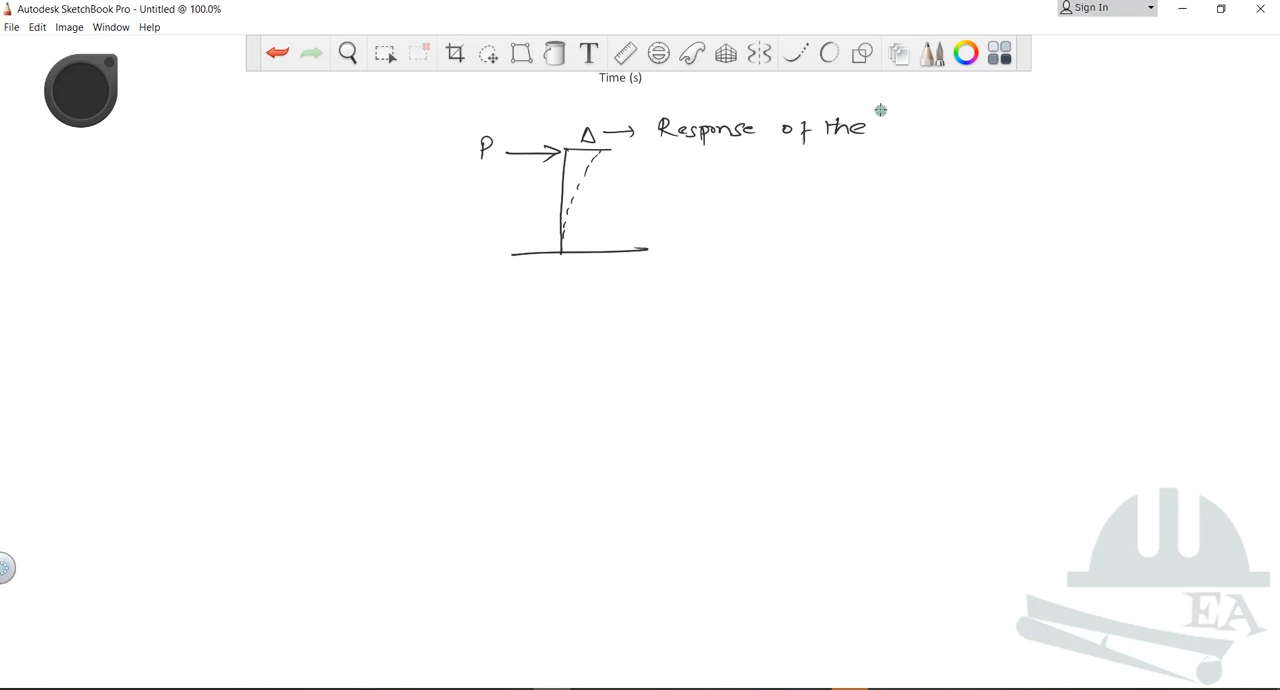 Autodesk SketchBook Pro - Untitled @ 100.0%
Sign In
File Edit Image Window Help
T
Time (s)
P
Δ → Response of the
EA